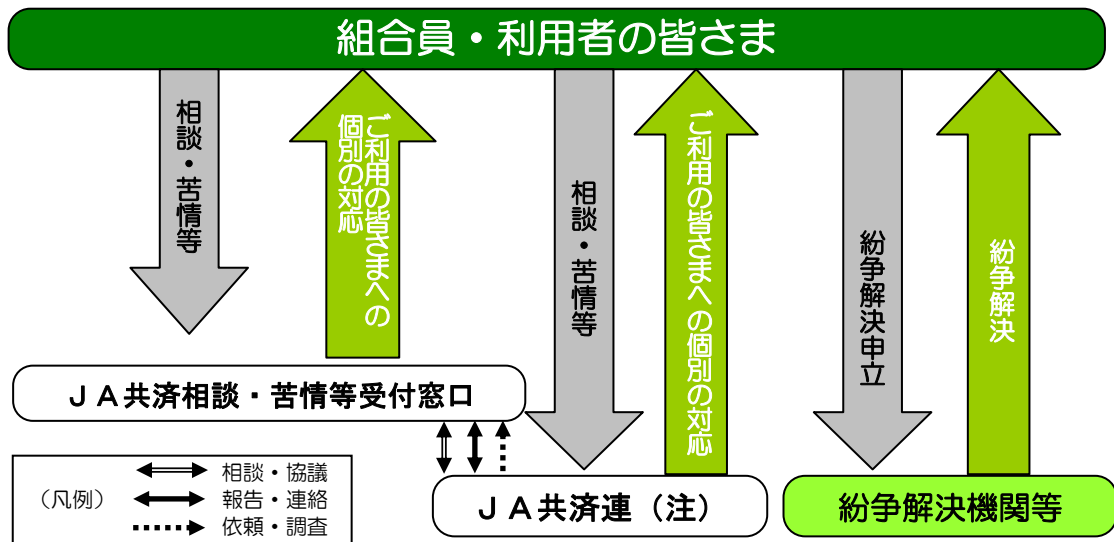 組合員・利用者の皆さま
相談・苦情等
ご利用の皆さまへの
個別の対応
相談・苦情等
ご利用の皆さまへの個別の対応
紛争解決申立
紛争解決
ＪＡ共済相談・苦情等受付窓口
（凡例）
相談・協議
報告・連絡
依頼・調査
ＪＡ共済連（注）
紛争解決機関等